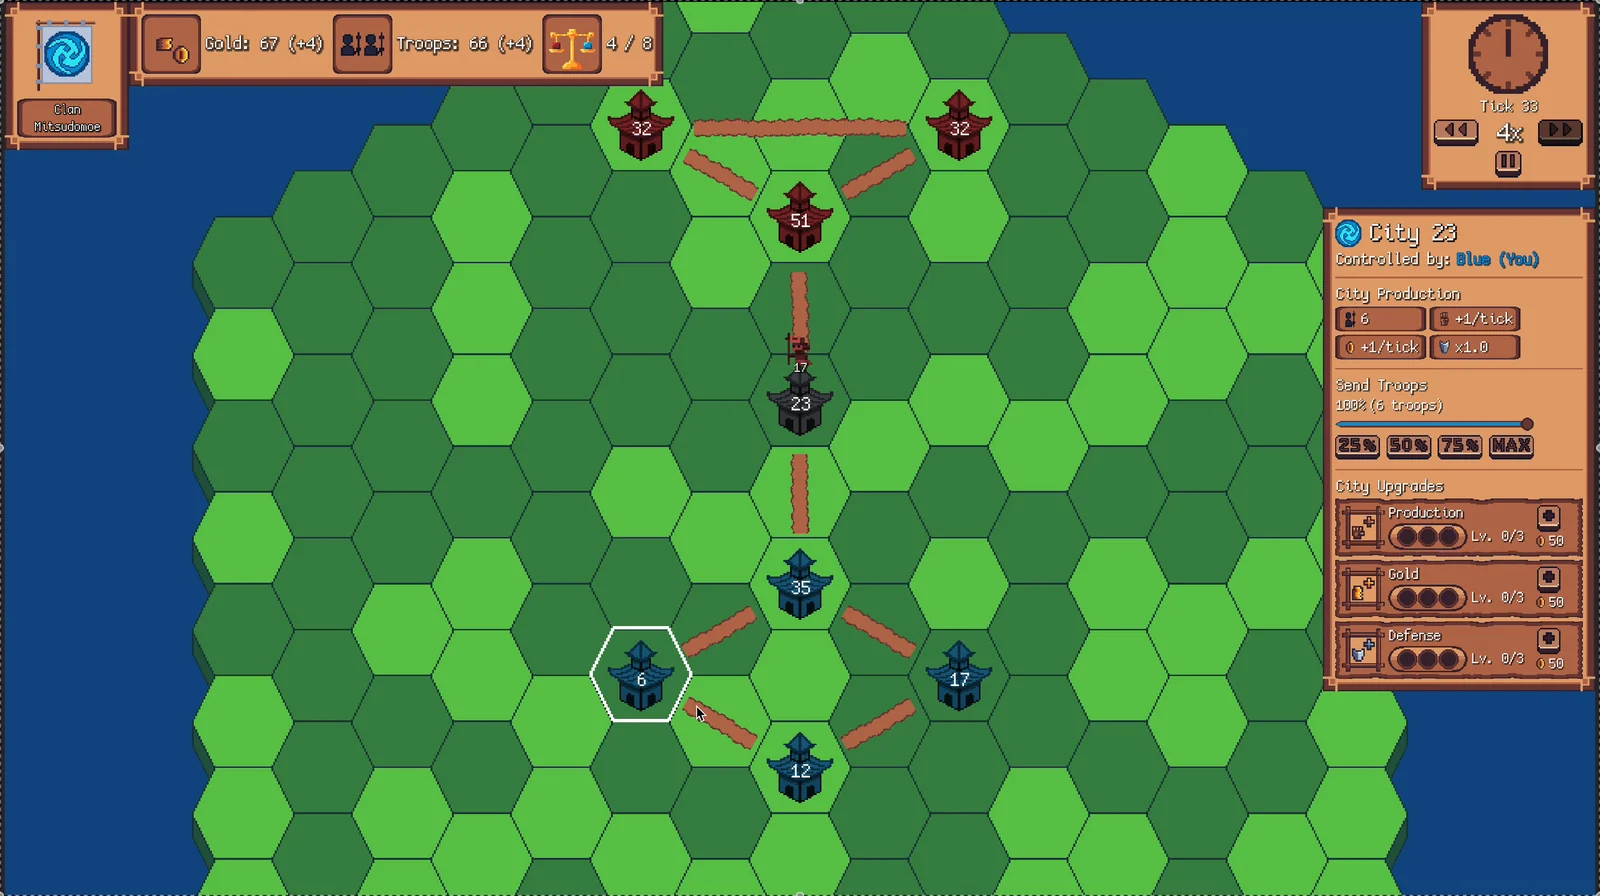 Gold: 67 (+4)
Troops: 66 (+4)
4 / 8
Clan
Mitsudomoe
Tick 33
4x
32
32
51
17
23
35
6
17
12
City 23
Controlled by: Blue (You)
City Production
6
+1/tick
+1/tick
x1.0
Send Troops
100% (6 troops)
25% 50% 75% MAX
City Upgrades
Production
Lv. 0/3
50
Gold
Lv. 0/3
50
Defense
Lv. 0/3
50